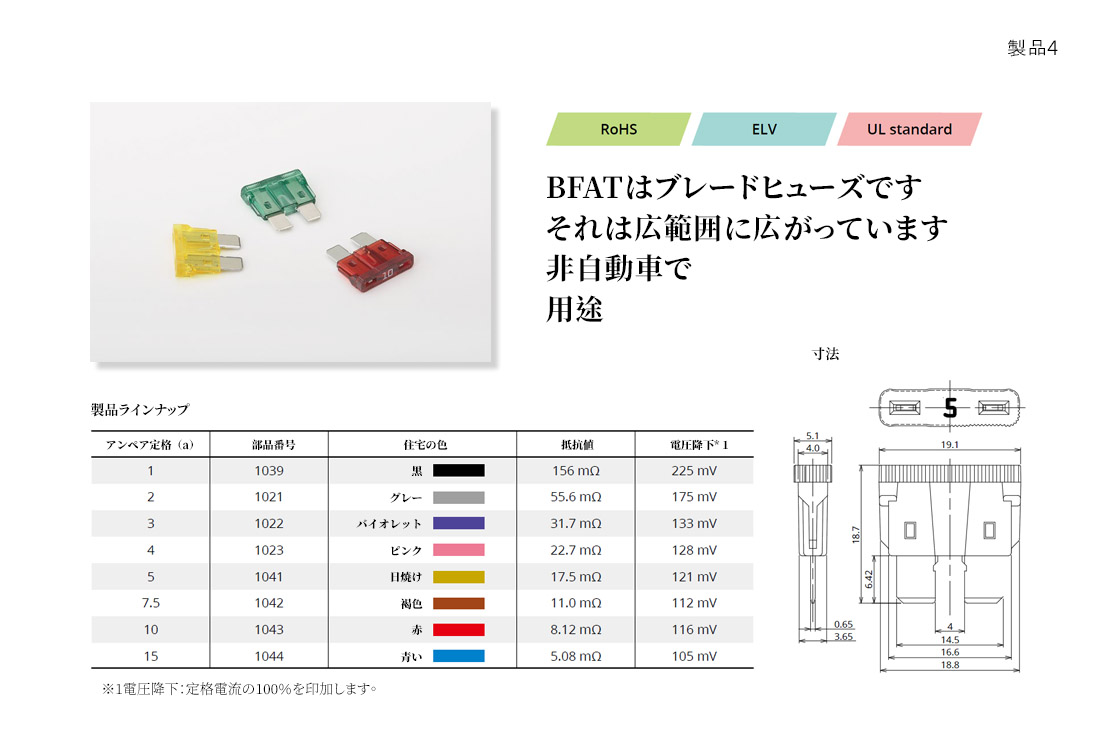 製品4
RoHS ELV UL standard
BFATはブレードヒューズです
それは広範囲に広がっています
非自動車で
用途
10
寸法
5
19.1
5.1
4.0
18.7
6.42
0.65
3.65
4
14.5
16.6
18.8
製品ラインナップ
アンペア定格（a） 部品番号 住宅の色 抵抗値 電圧降下*1
1 1039 黒 156 mΩ 225 mV
2 1021 グレー 55.6 mΩ 175 mV
3 1022 バイオレット 31.7 mΩ 133 mV
4 1023 ピンク 22.7 mΩ 128 mV
5 1041 日焼け 17.5 mΩ 121 mV
7.5 1042 褐色 11.0 mΩ 112 mV
10 1043 赤 8.12 mΩ 116 mV
15 1044 青い 5.08 mΩ 105 mV
※1電圧降下：定格電流の100％を印加します。